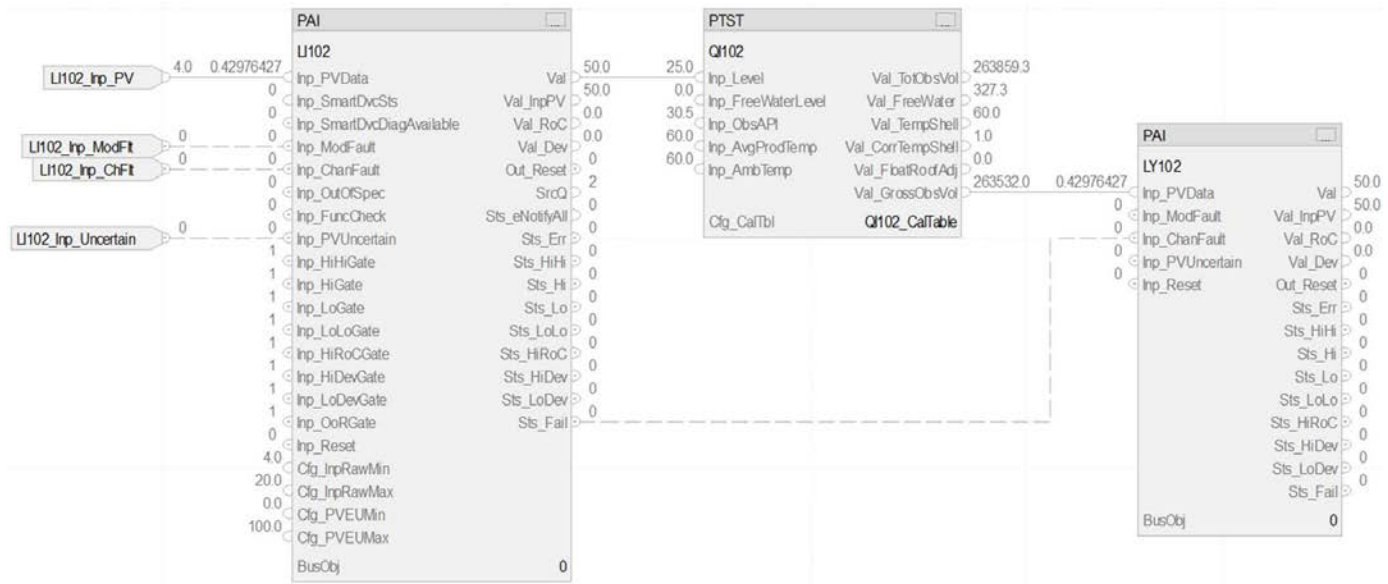 LI102_Inp_PV
4.0
LI102_Inp_ModFlt
0
LI102_Inp_ChFlt
0
LI102_Inp_Uncertain
0
PAI
...
LI102
0.42976427 Inp_PVData Val 50.0
0 Inp_SmartDvcSts Val_InpPV 50.0
0 Inp_SmartDvcDiagAvailable Val_RoC 0.0
0 Inp_ModFault Val_Dev 0.0
0 Inp_ChanFault Out_Reset 0
0 Inp_OutOfSpec SrcQ 2
0 Inp_FuncCheck Sts_eNotifyAll 0
0 Inp_PVUncertain Sts_Err 0
1 Inp_HiHiGate Sts_HiHi 0
1 Inp_HiGate Sts_Hi 0
1 Inp_LoGate Sts_Lo 0
1 Inp_LoLoGate Sts_LoLo 0
1 Inp_HiRoCGate Sts_HiRoC 0
1 Inp_HiDevGate Sts_HiDev 0
1 Inp_LoDevGate Sts_LoDev 0
1 Inp_OoRGate Sts_Fail 0
0 Inp_Reset
4.0 Cfg_InpRawMin
20.0 Cfg_InpRawMax
0.0 Cfg_PVEUMin
100.0 Cfg_PVEUMax
BusObj 0
PTST
...
QI102
25.0 Inp_Level Val_TotObsVol 263859.3
0.0 Inp_FreeWaterLevel Val_FreeWater 327.3
30.5 Inp_ObsAPI Val_TempShell 60.0
60.0 Inp_AvgProdTemp Val_CorrTempShell 1.0
60.0 Inp_AmbTemp Val_FloatRoofAdj 0.0
Val_GrossObsVol 263532.0
Cfg_CalTbl QI102_CalTable
PAI
...
LY102
0.42976427 Inp_PVData Val 50.0
0 Inp_ModFault Val_InpPV 50.0
0 Inp_ChanFault Val_RoC 0.0
0 Inp_PVUncertain Val_Dev 0.0
0 Inp_Reset Out_Reset 0
Sts_Err 0
Sts_HiHi 0
Sts_Hi 0
Sts_Lo 0
Sts_LoLo 0
Sts_HiRoC 0
Sts_HiDev 0
Sts_LoDev 0
Sts_Fail 0
BusObj 0